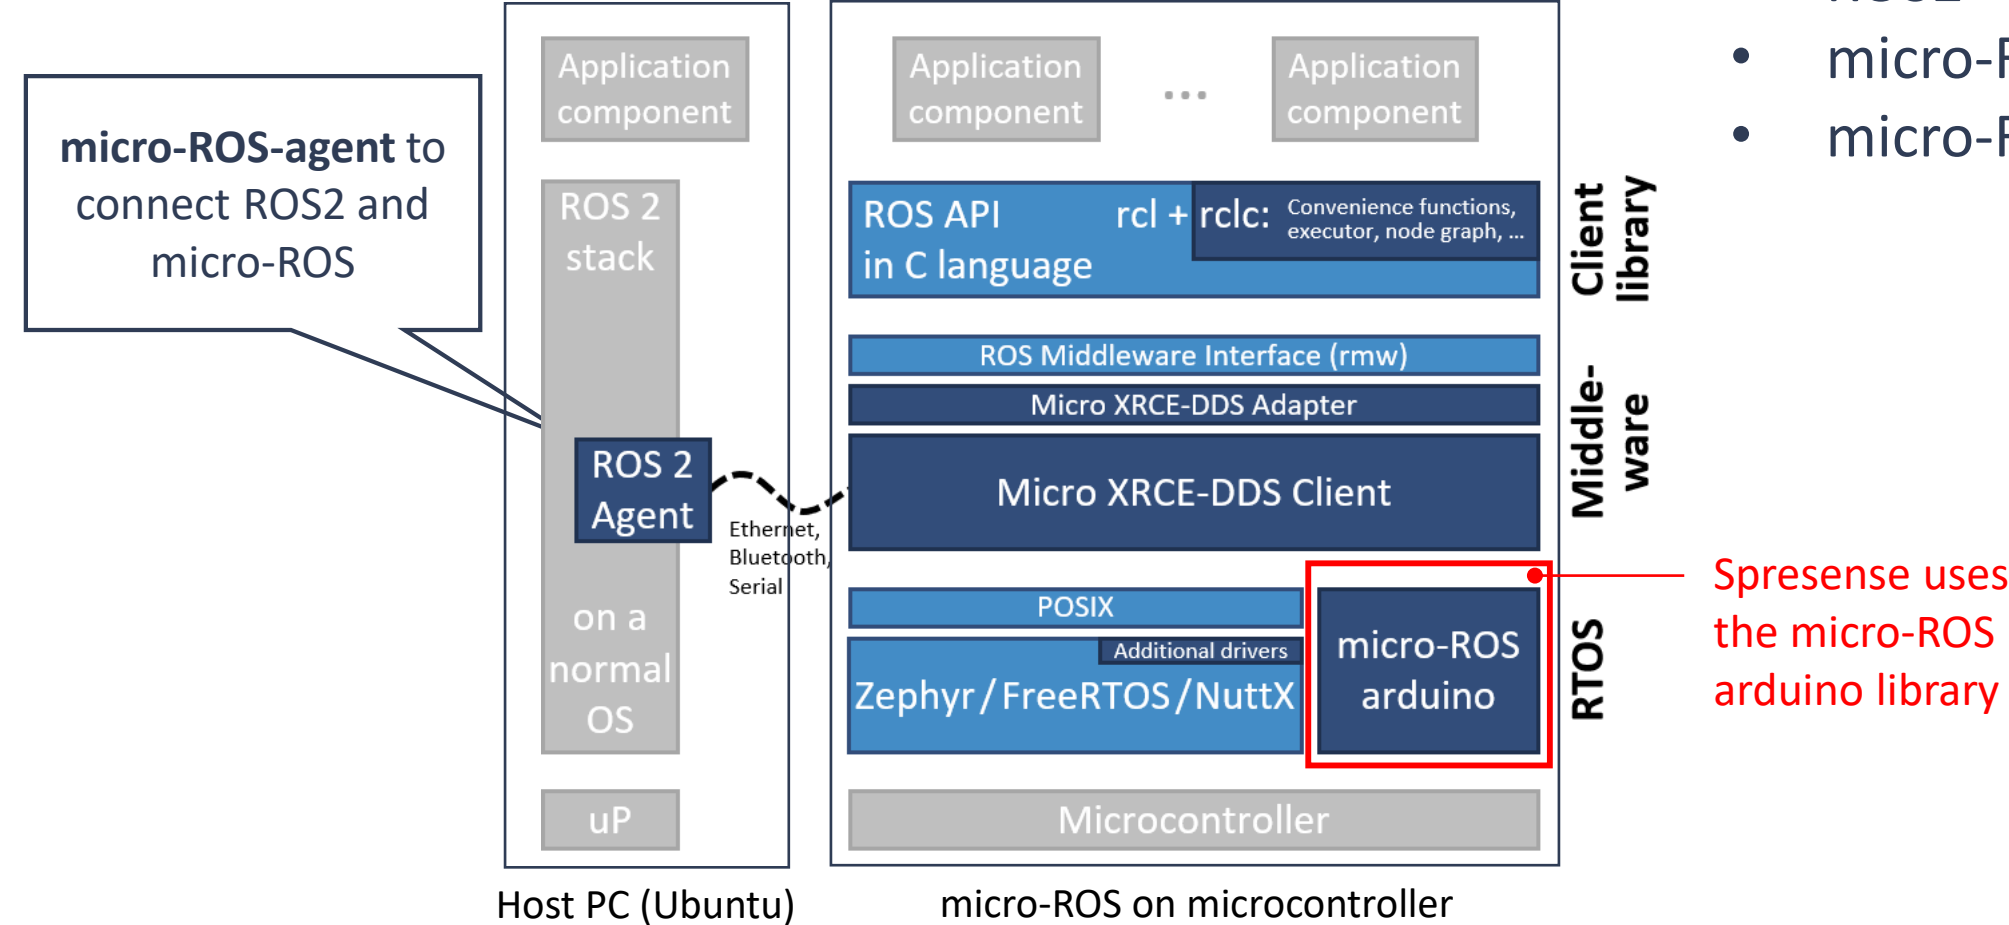 micro-ROS-agent to
connect ROS2 and
micro-ROS
Application
component
ROS 2
stack
ROS 2
Agent
on a
normal
OS
uP
Host PC (Ubuntu)
Ethernet,
Bluetooth,
Serial
Application
component
...
Application
component
ROS API
in C language
rcl + rclc:
Convenience functions,
executor, node graph, ...
ROS Middleware Interface (rmw)
Micro XRCE-DDS Adapter
Micro XRCE-DDS Client
POSIX
Additional drivers
Zephyr/FreeRTOS/NuttX
micro-ROS
arduino
Microcontroller
micro-ROS on microcontroller
Client
library
Middle-
ware
RTOS
• micro-
• micro-
Spresense uses
the micro-ROS
arduino library